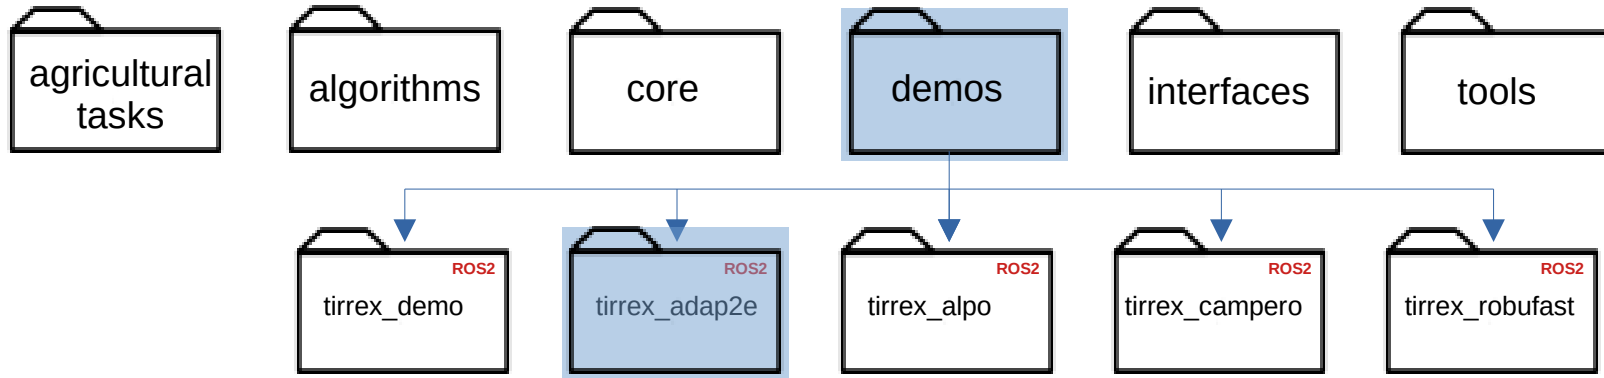 agricultural
tasks
algorithms
core
demos
interfaces
tools
ROS2
tirrex_demo
ROS2
tirrex_adap2e
ROS2
tirrex_alpo
ROS2
tirrex_campero
ROS2
tirrex_robufast